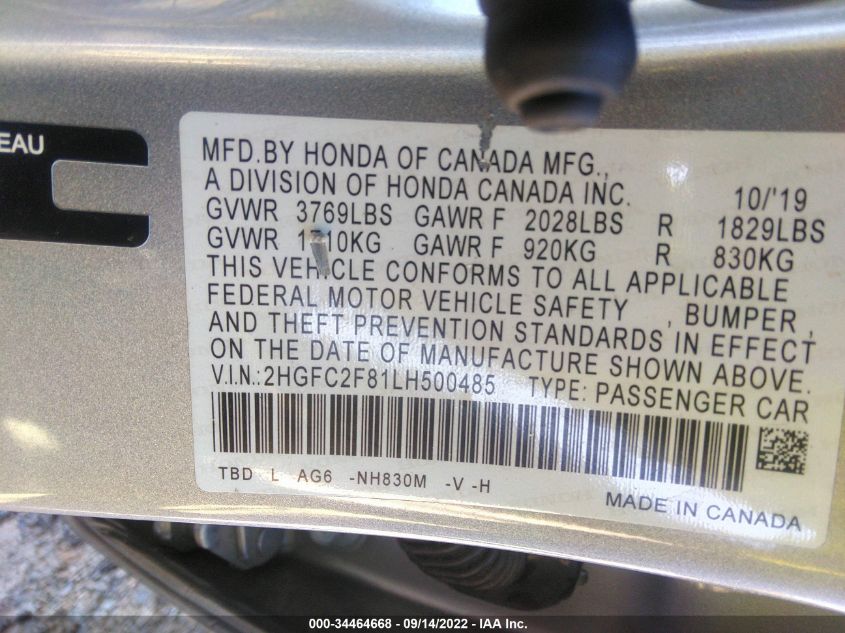 EAU
MFD.BY HONDA OF CANADA MFG.,
A DIVISION OF HONDA CANADA INC. 10/'19
GVWR 3769LBS GAWR F 2028LBS R 1829LBS
GVWR 1710KG GAWR F 920KG R 830KG
THIS VEHICLE CONFORMS TO ALL APPLICABLE
FEDERAL MOTOR VEHICLE SAFETY , BUMPER ,
AND THEFT PREVENTION STANDARDS IN EFFECT
ON THE DATE OF MANUFACTURE SHOWN ABOVE.
V.I.N.:2HGFC2F81LH500485 TYPE: PASSENGER CAR
TBD L AG6 -NH830M -V -H
MADE IN CANADA
000-34464668 - 09/14/2022 - IAA Inc.